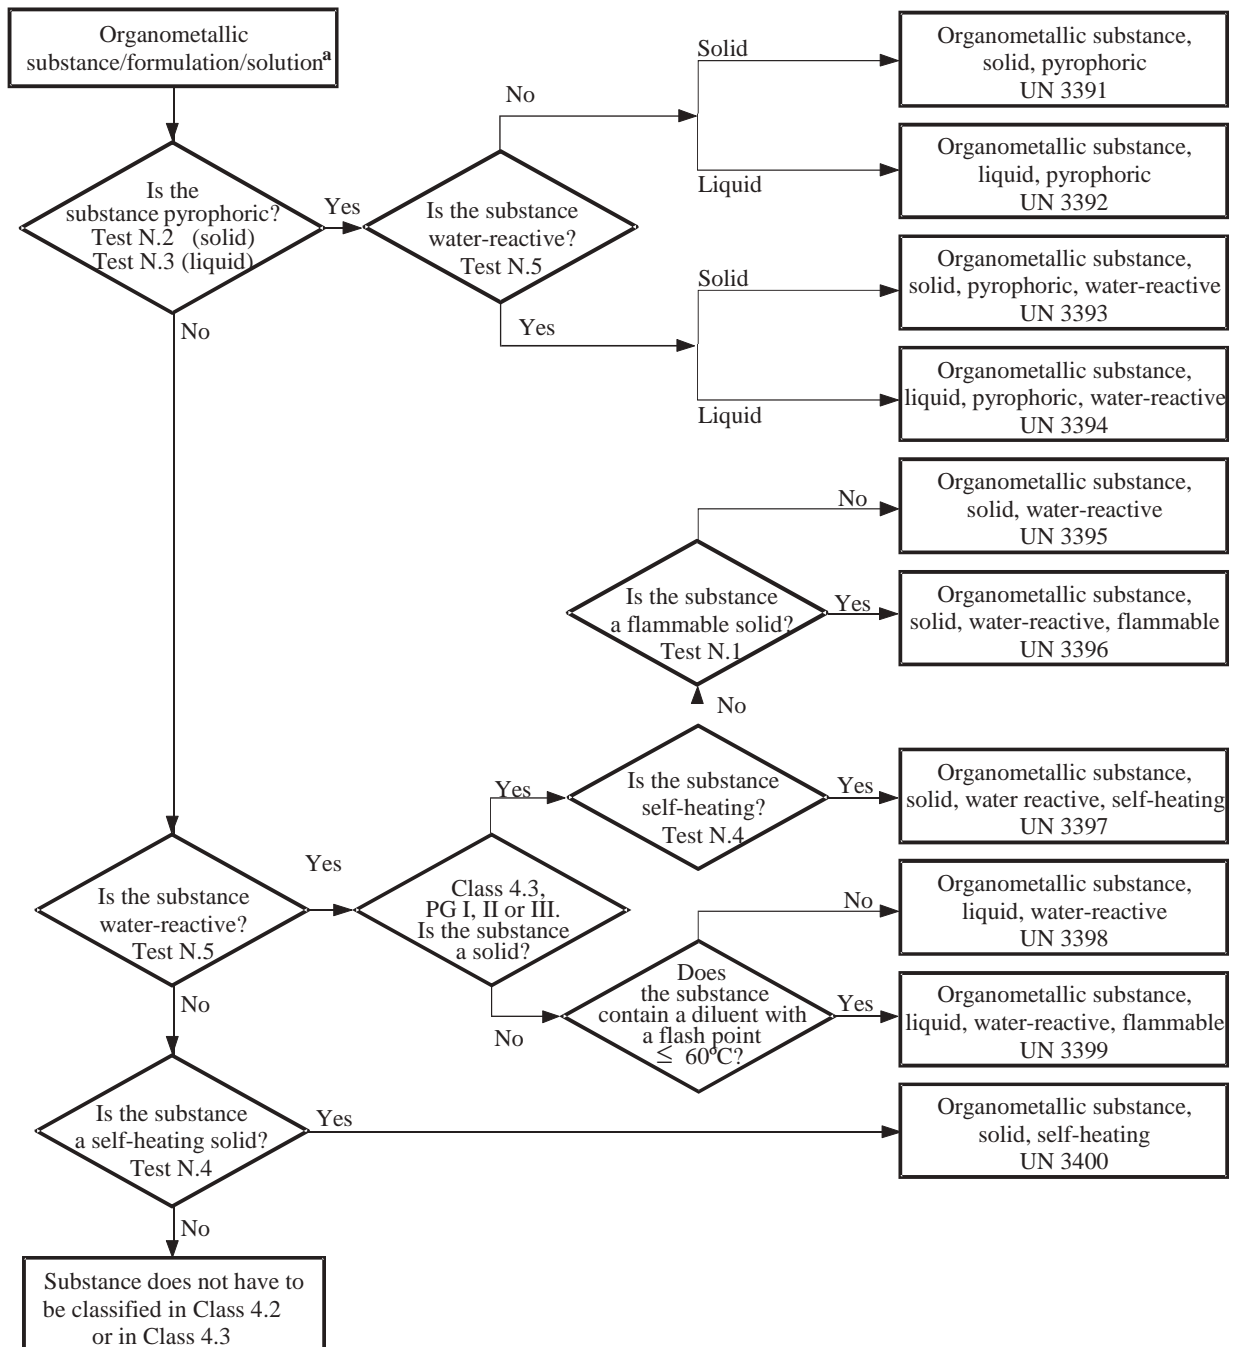 Organometallic
substance/formulation/solutionᵃ
Is the
substance pyrophoric?
Test N.2 (solid)
Test N.3 (liquid)
Yes
No
Is the substance
water-reactive?
Test N.5
No
Yes
Solid
Liquid
Organometallic substance,
solid, pyrophoric
UN 3391
Organometallic substance,
liquid, pyrophoric
UN 3392
Solid
Liquid
Organometallic substance,
solid, pyrophoric, water-reactive
UN 3393
Organometallic substance,
liquid, pyrophoric, water-reactive
UN 3394
No
Organometallic substance,
solid, water-reactive
UN 3395
Is the substance
a flammable solid?
Test N.1
Yes
Organometallic substance,
solid, water-reactive, flammable
UN 3396
No
Is the substance
self-heating?
Test N.4
Yes
Organometallic substance,
solid, water reactive, self-heating
UN 3397
Yes
Is the substance
water-reactive?
Test N.5
Yes
Class 4.3,
PG I, II or III.
Is the substance
a solid?
No
Organometallic substance,
liquid, water-reactive
UN 3398
No
No
Does
the substance
contain a diluent with
a flash point
≤ 60ºC?
Yes
Organometallic substance,
liquid, water-reactive, flammable
UN 3399
Is the substance
a self-heating solid?
Test N.4
Yes
Organometallic substance,
solid, self-heating
UN 3400
No
Substance does not have to
be classified in Class 4.2
or in Class 4.3